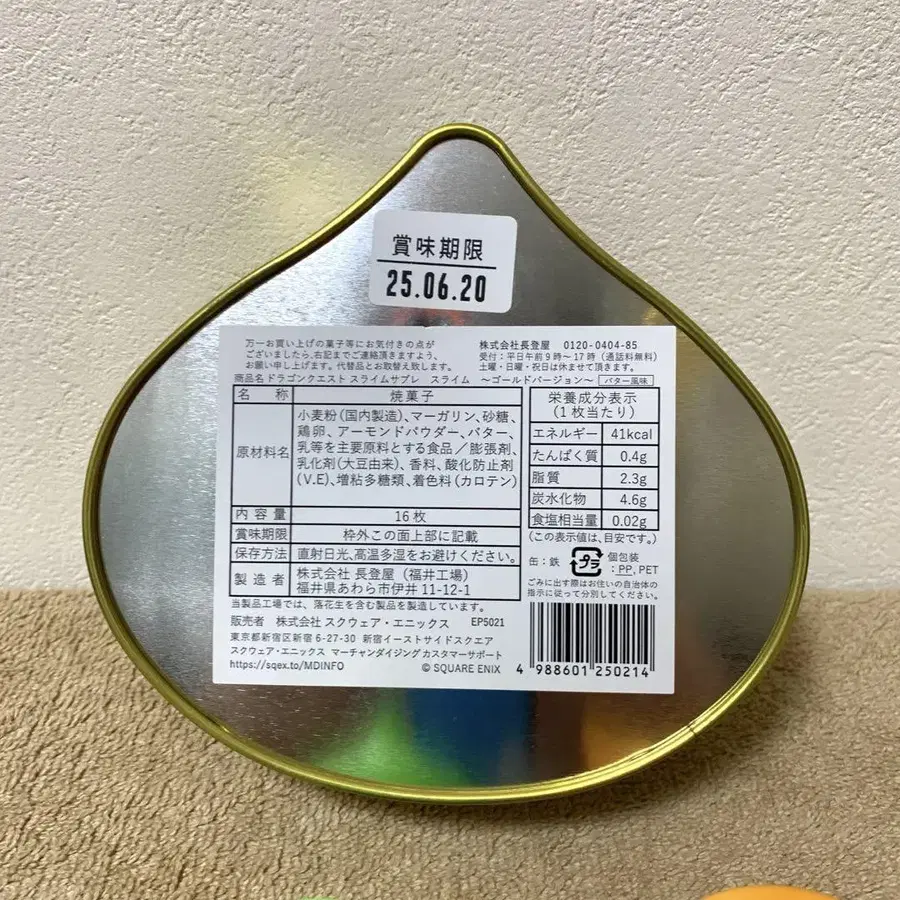 賞味期限
25.06.20
万一お買い上げの菓子等にお気付きの点が
ございましたら、右記までご連絡頂きますよう、
お願い申し上げます。代替品とお取替え致します。
株式会社長登屋 0120-0404-85
受付:平日午前9時〜17時(通話料無料)
土曜・日曜・祝日は休ませて頂きます。
商品名 ドラゴンクエスト スライムサブレ スライム 〜ゴールドバージョン〜 バター風味
名称 焼菓子
原材料名 小麦粉(国内製造)、マーガリン、砂糖、
鶏卵、アーモンドパウダー、バター、
乳等を主要原料とする食品/膨張剤、
乳化剤(大豆由来)、香料、酸化防止剤
(V.E)、増粘多糖類、着色料(カロテン)
内容量 16枚
賞味期限 枠外この面上部に記載
保存方法 直射日光、高温多湿をお避けください。
製造者 株式会社 長登屋(福井工場)
福井県あわら市伊井 11-12-1
栄養成分表示
(1枚当たり)
エネルギー 41kcal
たんぱく質 0.4g
脂質 2.3g
炭水化物 4.6g
食塩相当量 0.02g
(この表示値は、目安です。)
缶:鉄 プラ 個包装
:PP, PET
ごみに出す際はお住いの自治体の
指示に従って分別してください。
当製品工場では、落花生を含む製品を製造しています。
販売者 株式会社 スクウェア・エニックス EP5021
東京都新宿区新宿 6-27-30 新宿イーストサイドスクエア
スクウェア・エニックス マーチャンダイジング カスタマーサポート
https://sqex.to/MDINFO © SQUARE ENIX
4 988601 250214